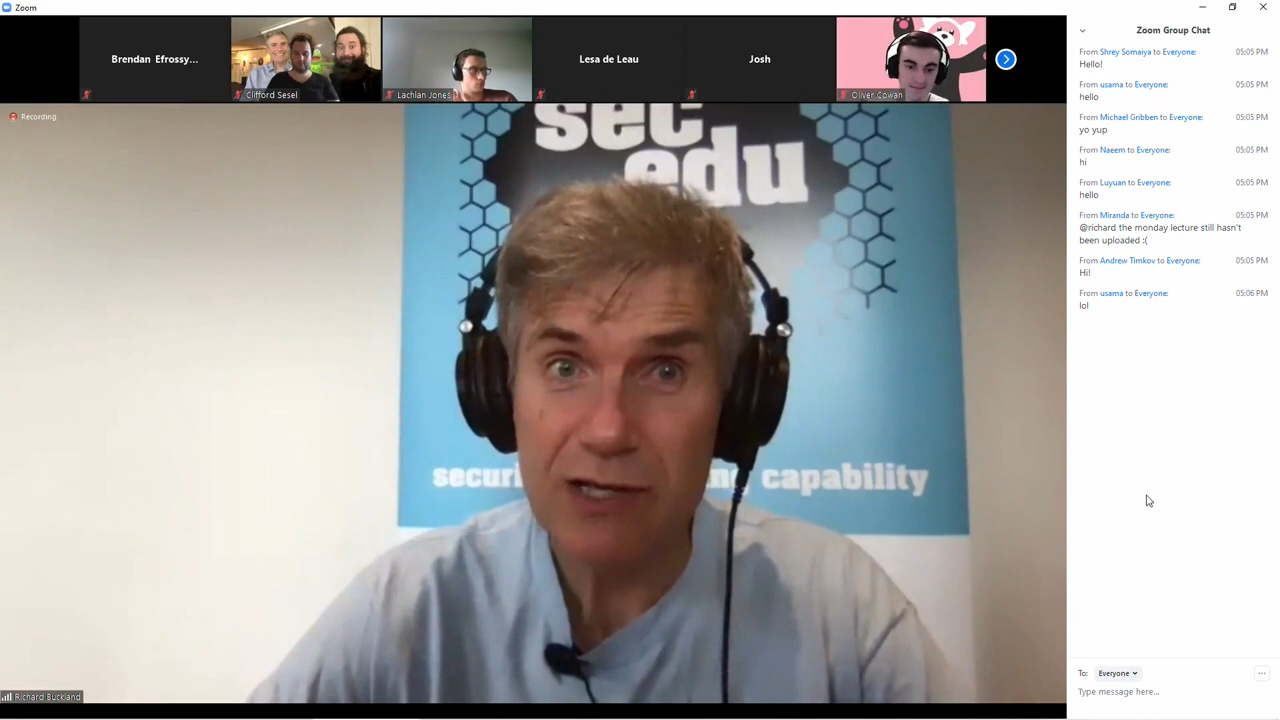 Zoom
Brendan Efrossy...
Clifford Sesel
Lachlan Jones
Lesa de Leau
Josh
Oliver Cowan
Recording
sec
edu
securi
ng capability
Richard Buckland
Zoom Group Chat
From Shrey Somaiya to Everyone: 05:05 PM
Hello!
From usama to Everyone: 05:05 PM
hello
From Michael Gribben to Everyone: 05:05 PM
yo yup
From Naeem to Everyone: 05:05 PM
hi
From Luyuan to Everyone: 05:05 PM
hello
From Miranda to Everyone: 05:05 PM
@richard the monday lecture still hasn't
been uploaded :(
From Andrew Timkov to Everyone: 05:05 PM
Hi!
From usama to Everyone: 05:06 PM
lol
To: Everyone
Type message here...